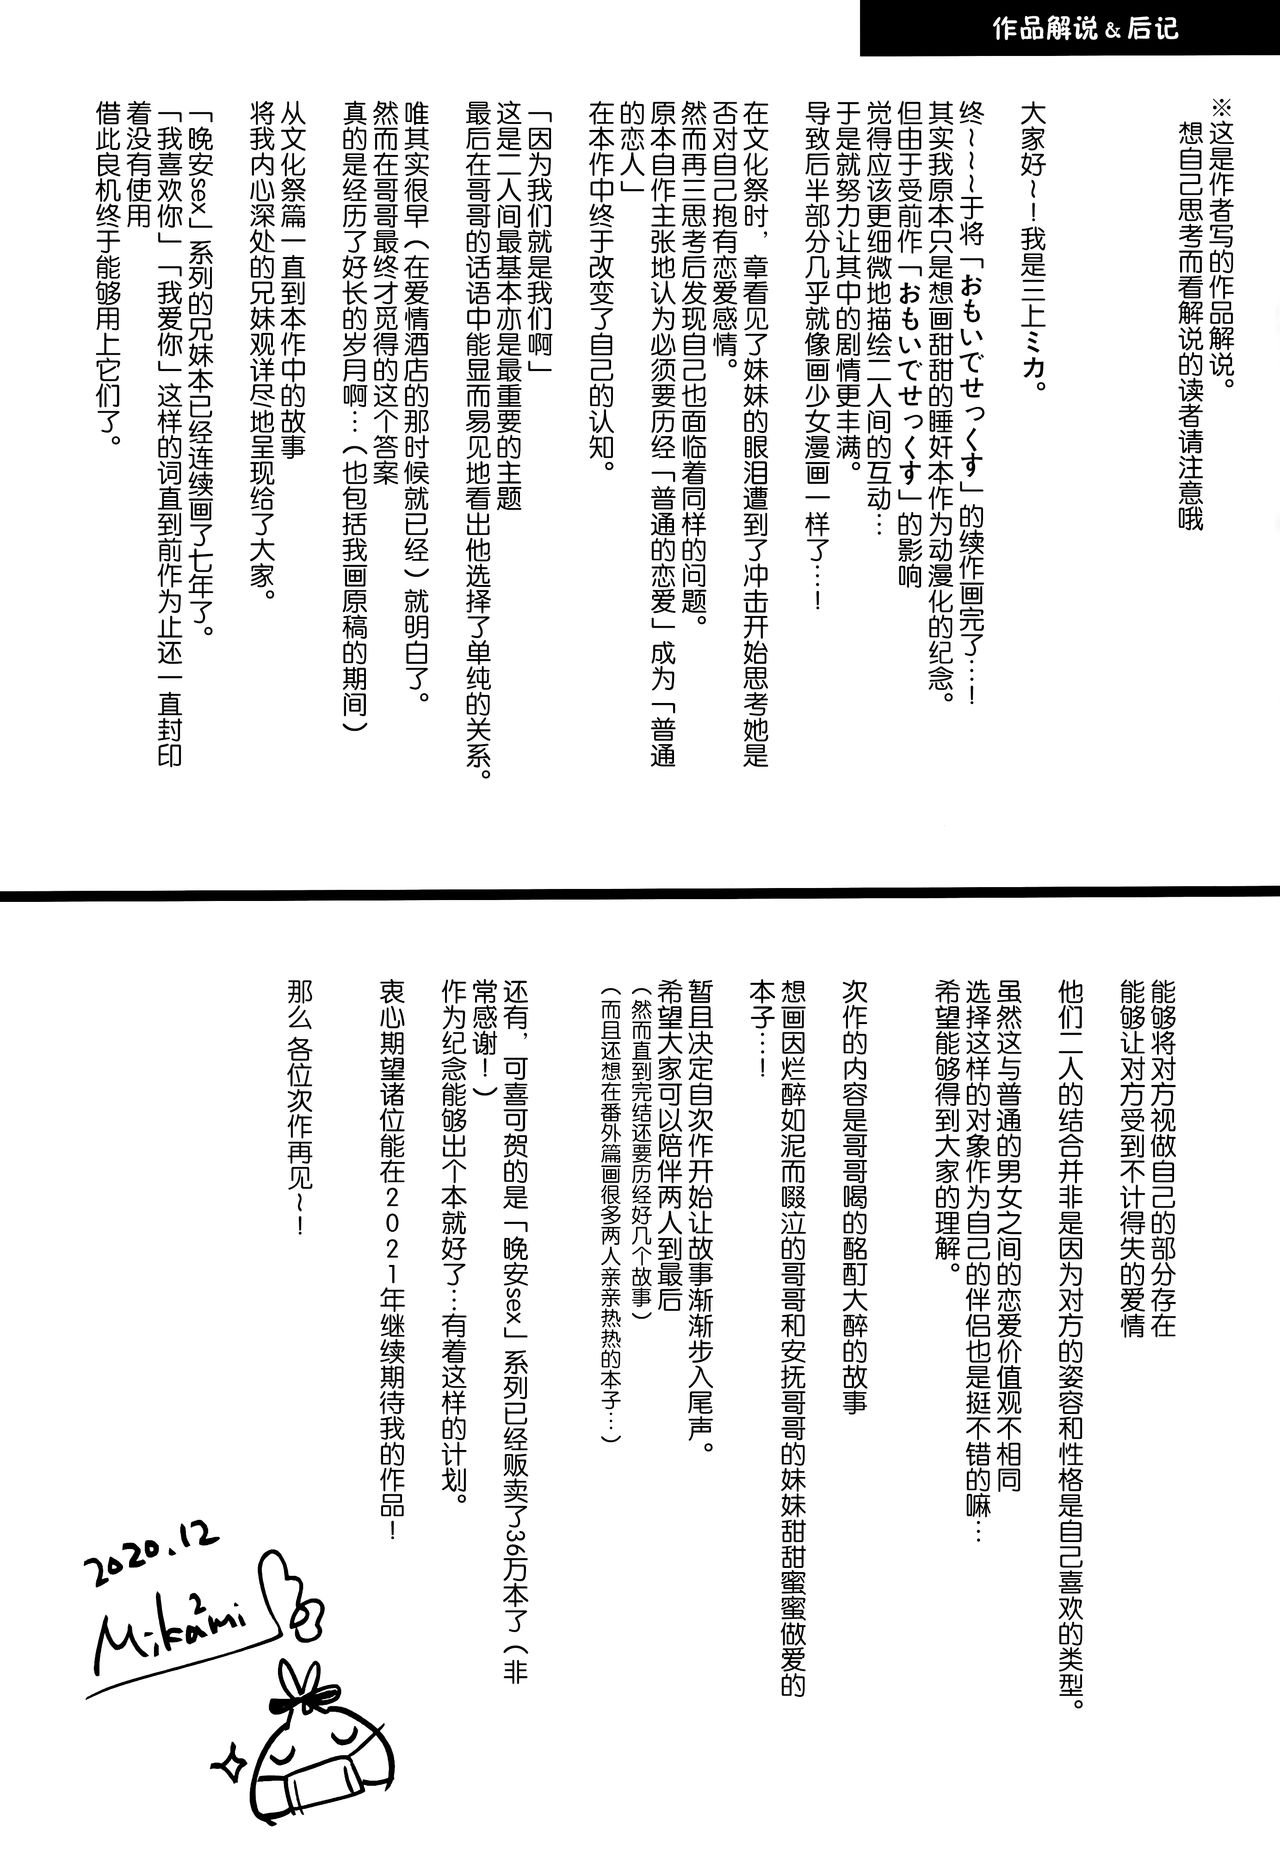 作品解说&后记
※这是作者写的作品解说。
想自己思考而看解说的读者请注意哦
大家好~!我是三上ミカ。
终~~~~于将「おもいでせっくす」的续作画完了…!
其实我原本只是想画甜甜的睡奸本作为动漫化的纪念。
但由于受前作「おもいでせっくす」的影响
觉得应该更细微地描绘二人间的互动…
于是就努力让其中的剧情更丰满。
导致后半部分几乎就像画少女漫画一样了…!
在文化祭时，章看见了妹妹的眼泪遭到了冲击开始思考她是
否对自己抱有恋爱感情。
然而再三思考后发现自己也面临着同样的问题。
原本自作主张地认为必须要历经「普通的恋爱」成为「普通
的恋人」
在本作中终于改变了自己的认知。
「因为我们就是我们啊」
这是二人间最基本亦是最重要的主题
最后在哥哥的话语中能显而易见地看出他选择了单纯的关系。
唯其实很早（在爱情酒店的那时候就已经）就明白了。
然而在哥哥最终才觅得的这个答案
真的是经历了好长的岁月啊…（也包括我画原稿的期间）
从文化祭篇一直到本作中的故事
将我内心深处的兄妹观详尽地呈现给了大家。
「晚安sex」系列的兄妹本已经连续画了七年了。
「我喜欢你」「我爱你」这样的词直到前作为止还一直封印
着没有使用
借此良机终于能够用上它们了。
能够将对方视做自己的部分存在
能够让对方受到不计得失的爱情
他们二人的结合并非是因为对方的姿容和性格是自己喜欢的类型。
虽然这与普通的男女之间的恋爱价值观不相同
选择这样的对象作为自己的伴侣也是挺不错的嘛…
希望能够得到大家的理解。
次作的内容是哥哥喝的酩酊大醉的故事
想画因烂醉如泥而啜泣的哥哥和安抚哥哥的妹妹甜甜蜜蜜做爱的
本子…!
暂且决定自次作开始让故事渐渐步入尾声。
希望大家可以陪伴两人到最后
（然而直到完结还要历经好几个故事）
（而且还想在番外篇画很多两人亲亲热热的本子…）
还有，可喜可贺的是「晚安sex」系列已经贩卖了36万本了（非
常感谢!）
作为纪念能够出个本就好了…有着这样的计划。
衷心期望诸位能在2021年继续期待我的作品!
那么 各位次作再见~!
2020.12
Mika2mi